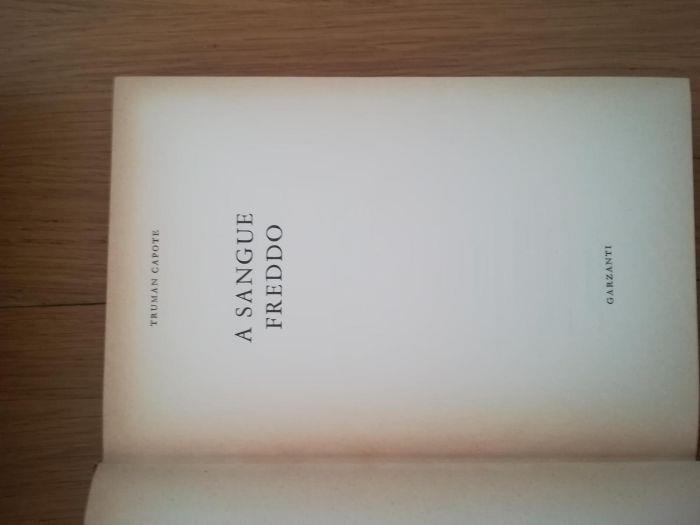 TRUMAN CAPOTE
A SANGUE
FREDDO
GARZANTI